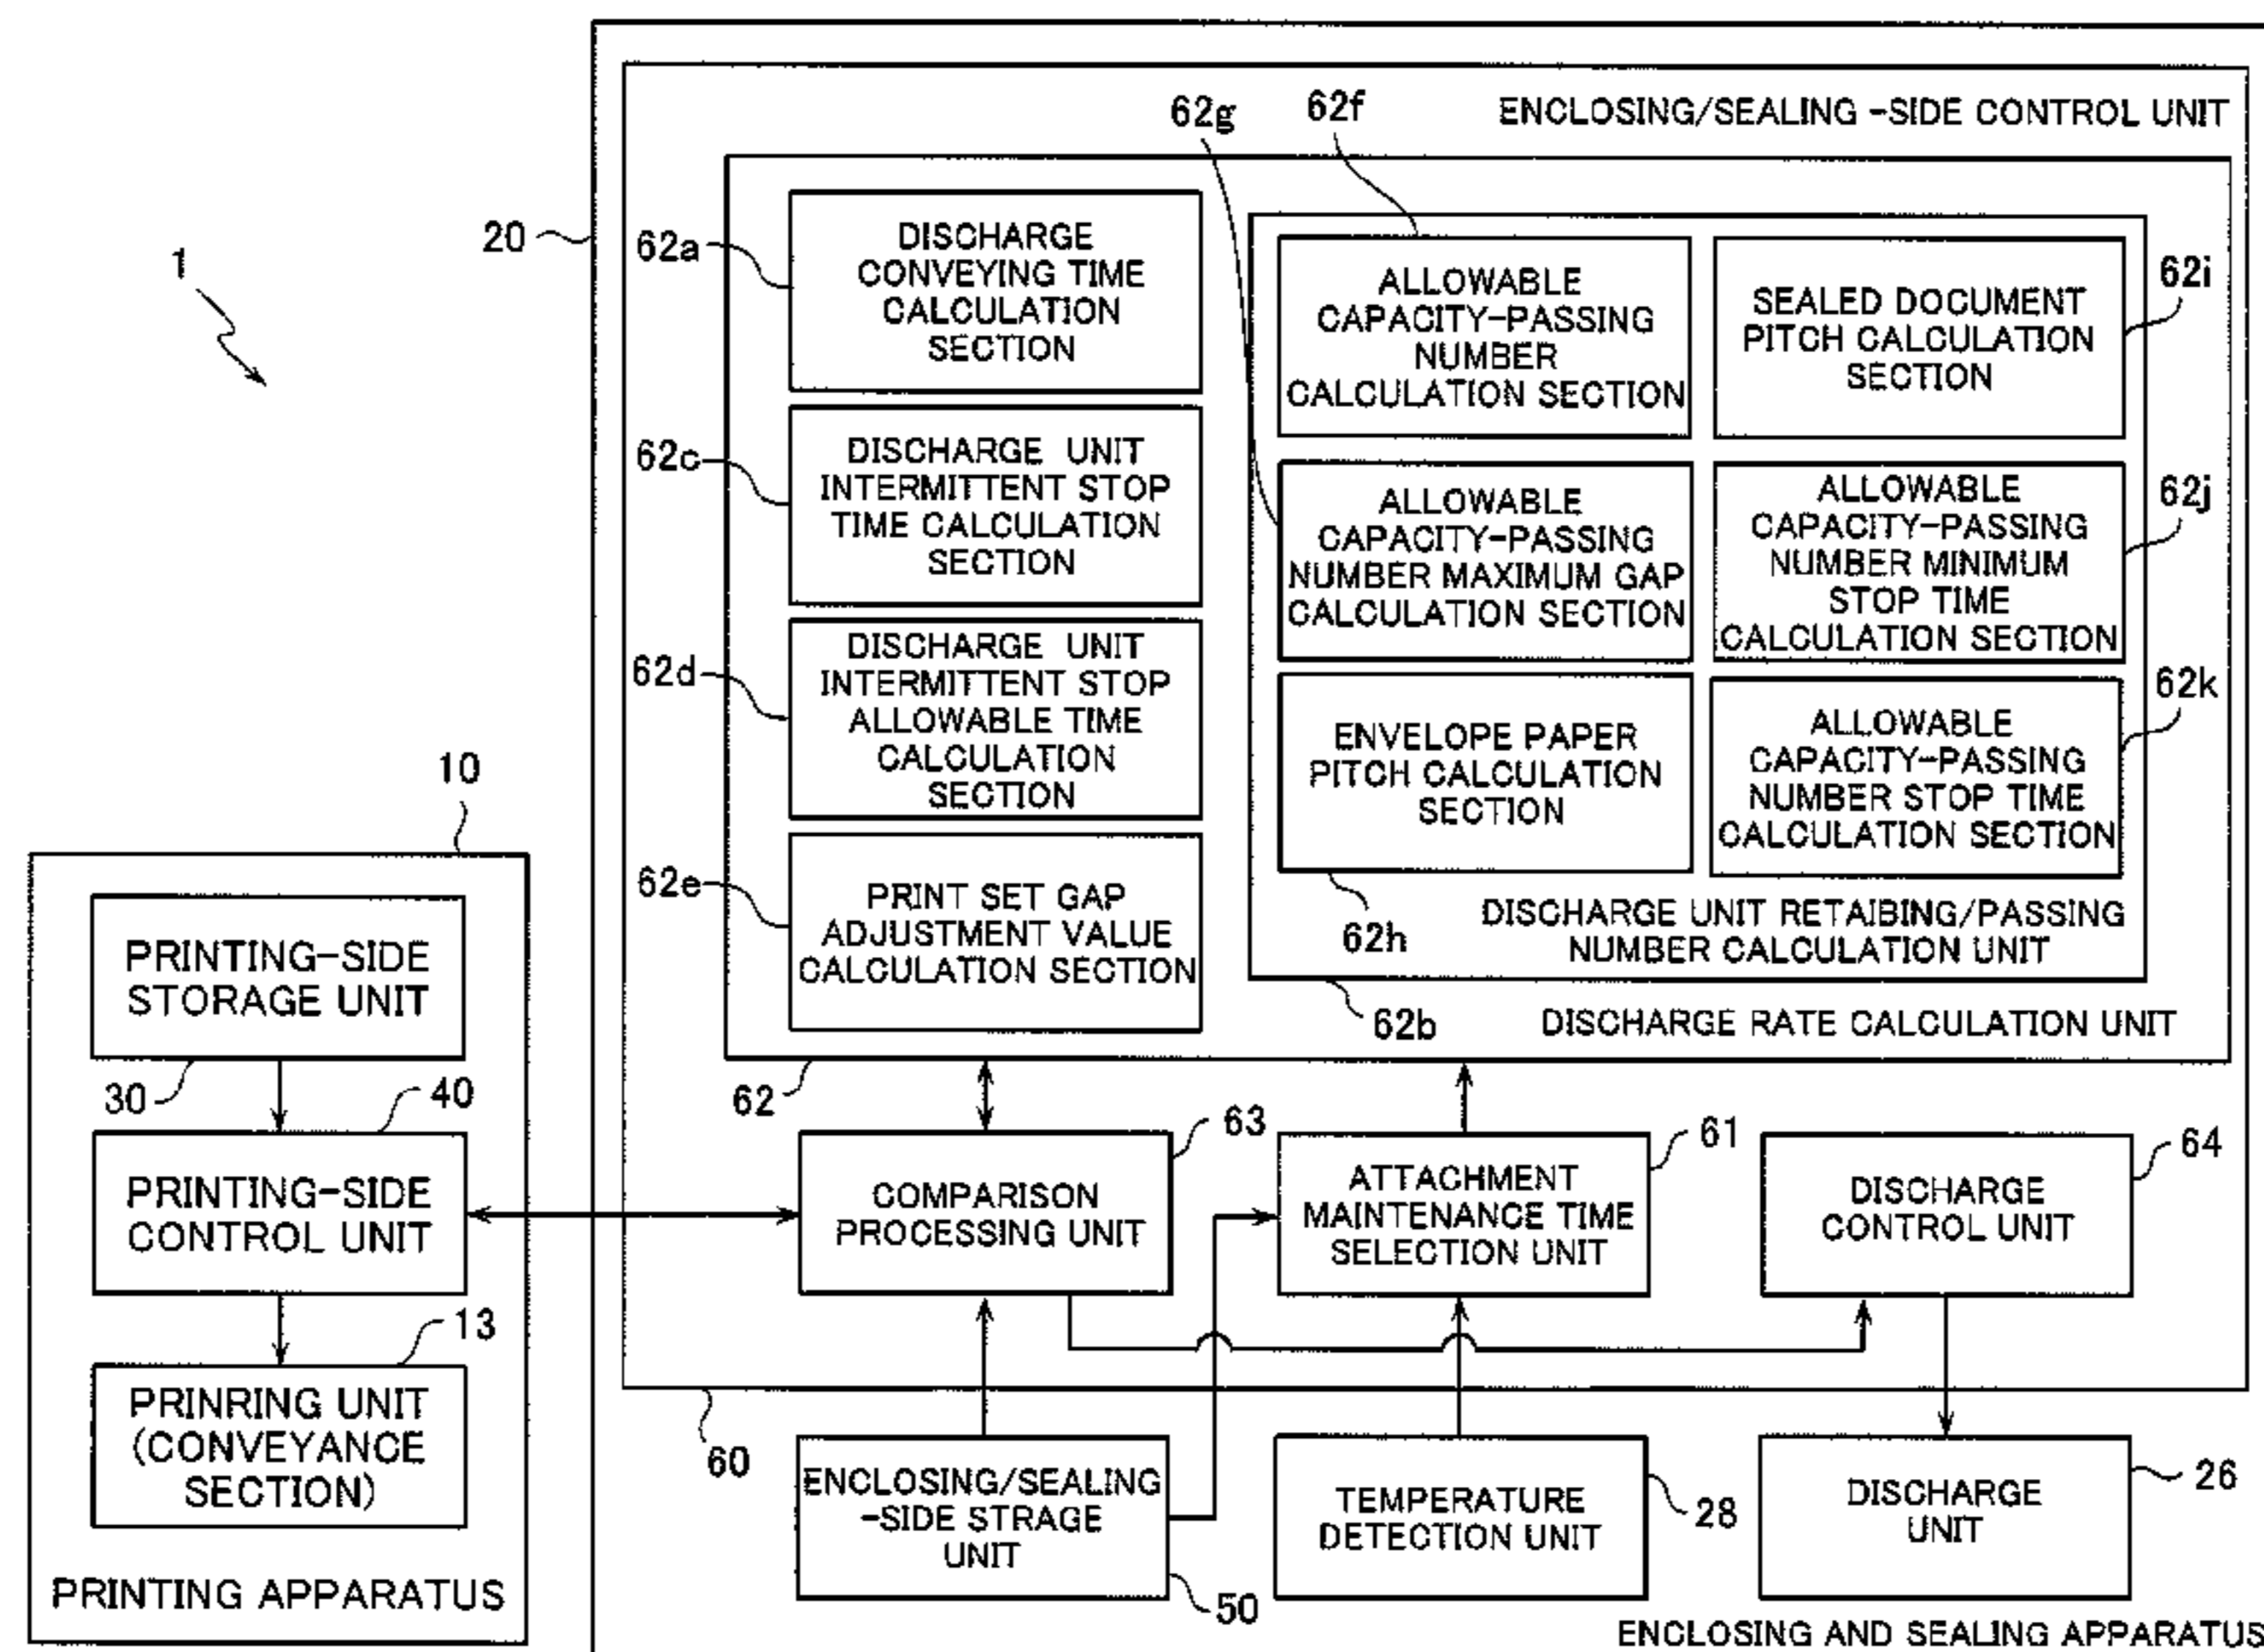 1
20
ENCLOSING/SEALING -SIDE CONTROL UNIT
62a
DISCHARGE
CONVEYING TIME
CALCULATION
SECTION
62c
DISCHARGE UNIT
INTERMITTENT STOP
TIME CALCULATION
SECTION
62d
DISCHARGE UNIT
INTERMITTENT STOP
ALLOWABLE TIME
CALCULATION
SECTION
62e
PRINT SET GAP
ADJUSTMENT VALUE
CALCULATION SECTION
62g
62f
ALLOWABLE
CAPACITY-PASSING
NUMBER
CALCULATION SECTION
SEALED DOCUMENT
PITCH CALCULATION
SECTION
62i
ALLOWABLE
CAPACITY-PASSING
NUMBER MAXIMUM GAP
CALCULATION SECTION
ALLOWABLE
CAPACITY-PASSING
NUMBER MINIMUM
STOP TIME
CALCULATION SECTION
62j
ENVELOPE PAPER
PITCH CALCULATION
SECTION
62h
ALLOWABLE
CAPACITY-PASSING
NUMBER STOP TIME
CALCULATION SECTION
62k
DISCHARGE UNIT RETAIBING/PASSING
NUMBER CALCULATION UNIT
62b
DISCHARGE RATE CALCULATION UNIT
62
10
PRINTING-SIDE
STORAGE UNIT
30
40
PRINTING-SIDE
CONTROL UNIT
13
PRINRING UNIT
(CONVEYANCE
SECTION)
PRINTING APPARATUS
63
COMPARISON
PROCESSING UNIT
61
ATTACHMENT
MAINTENANCE TIME
SELECTION UNIT
64
DISCHARGE
CONTROL UNIT
60
ENCLOSING/SEALING
-SIDE STRAGE
UNIT
50
TEMPERATURE
DETECTION UNIT
28
DISCHARGE
UNIT
26
ENCLOSING AND SEALING APPARATUS